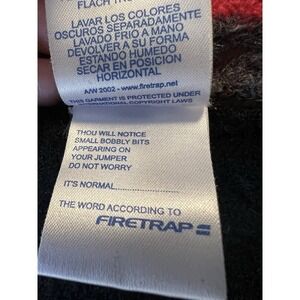 FLACH
LAVAR LOS COLORES
OSCUROS SEPARADAMENTE
LAVADO FRIO A MANO
DEVOLVER A SU FORMA
ESTANDO HUMEDO
SECAR EN POSICION
HORIZONTAL
A/W 2002 - www.firetrap.net
THIS GARMENT IS PROTECTED UNDER
INTERNATIONAL COPYRIGHT LAWS
THOU WILL NOTICE
SMALL BOBBLY BITS
APPEARING ON
YOUR JUMPER
DO NOT WORRY
IT'S NORMAL......................
THE WORD ACCORDING TO
FIRETRAP